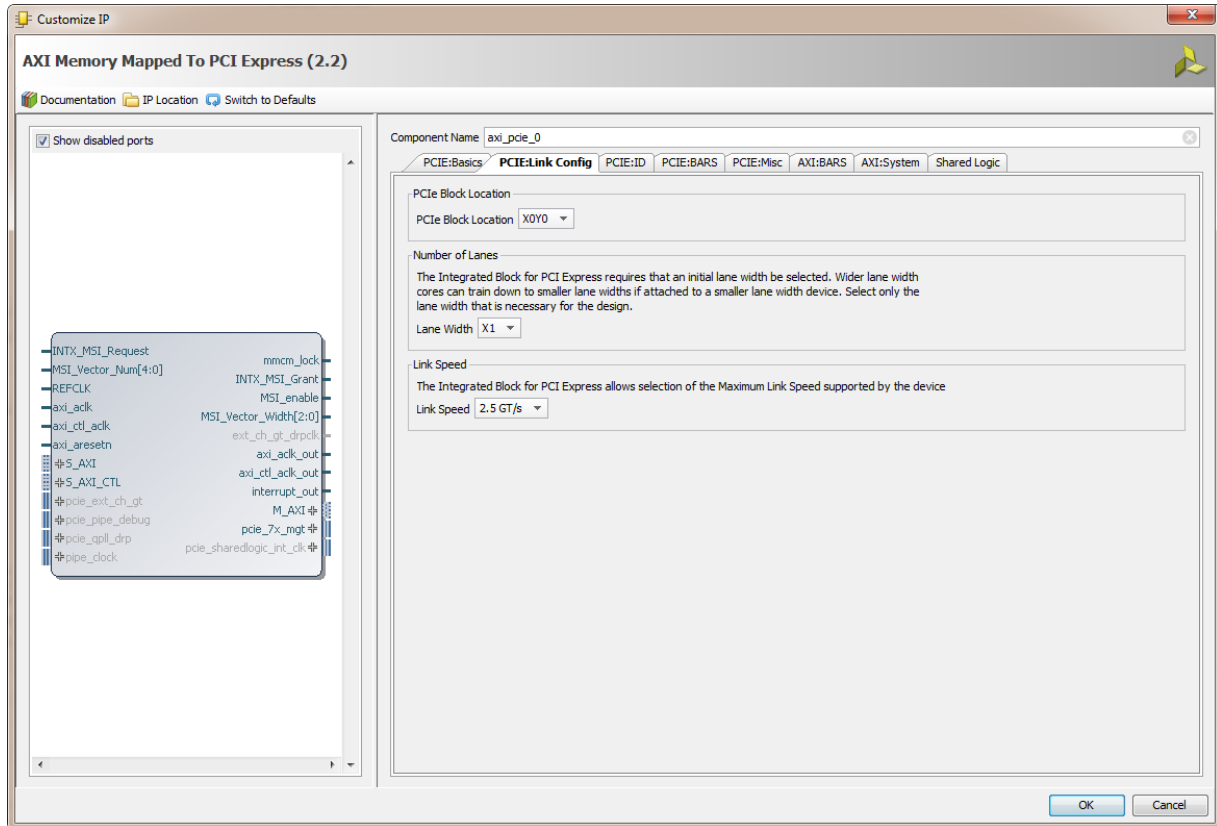 Customize IP
AXI Memory Mapped To PCI Express (2.2)
Documentation IP Location Switch to Defaults
Show disabled ports
INTX_MSI_Request
MSI_Vector_Num[4:0]
REFCLK
axi_aclk
axi_ctl_aclk
axi_aresetn
S_AXI
S_AXI_CTL
pcie_ext_ch_gt
pcie_pipe_debug
pcie_qpll_drp
pipe_clock
mmcm_lock
INTX_MSI_Grant
MSI_enable
MSI_Vector_Width[2:0]
ext_ch_gt_drpclk
axi_aclk_out
axi_ctl_aclk_out
interrupt_out
M_AXI
pcie_7x_mgt
pcie_sharedlogic_int_clk
Component Name axi_pcie_0
PCIE:Basics PCIE:Link Config PCIE:ID PCIE:BARS PCIE:Misc AXI:BARS AXI:System Shared Logic
PCIe Block Location
PCIe Block Location X0Y0
Number of Lanes
The Integrated Block for PCI Express requires that an initial lane width be selected. Wider lane width
cores can train down to smaller lane widths if attached to a smaller lane width device. Select only the
lane width that is necessary for the design.
Lane Width X1
Link Speed
The Integrated Block for PCI Express allows selection of the Maximum Link Speed supported by the device
Link Speed 2.5 GT/s
OK Cancel